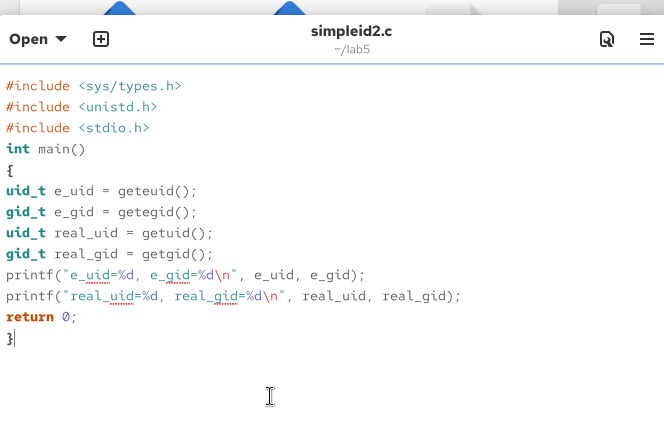 Open
simpleid2.c
~/lab5
#include <sys/types.h>
#include <unistd.h>
#include <stdio.h>
int main()
{
uid_t e_uid = geteuid();
gid_t e_gid = getegid();
uid_t real_uid = getuid();
gid_t real_gid = getgid();
printf("e_uid=%d, e_gid=%d\n", e_uid, e_gid);
printf("real_uid=%d, real_gid=%d\n", real_uid, real_gid);
return 0;
}